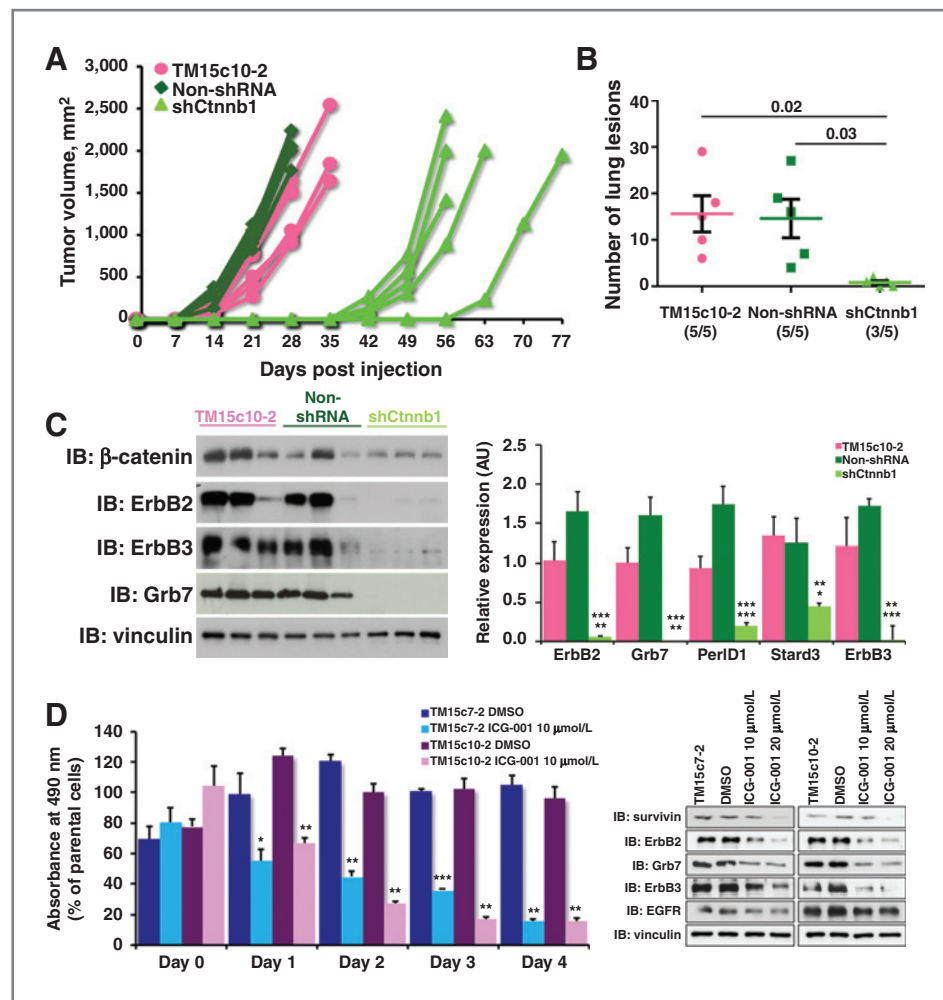 A
3,000
2,500
2,000
1,500
1,000
500
0
Tumor volume, mm²
TM15c10-2
Non-shRNA
shCtnnb1
0 7 14 21 28 35 42 49 56 63 70 77
Days post injection
B
40
30
20
10
0
Number of lung lesions
0.02
0.03
TM15c10-2 Non-shRNA shCtnnb1
(5/5) (5/5) (3/5)
C
TM15c10-2 Non-shRNA shCtnnb1
IB: β-catenin
IB: ErbB2
IB: ErbB3
IB: Grb7
IB: vinculin
Relative expression (AU)
2.5
2.0
1.5
1.0
0.5
0.0
TM15c10-2
Non-shRNA
shCtnnb1
*** ** *** ** *** *** ** * ** ***
ErbB2 Grb7 PerlD1 Stard3 ErbB3
D
Absorbance at 490 nm
(% of parental cells)
140
120
100
80
60
40
20
0
TM15c7-2 DMSO
TM15c7-2 ICG-001 10 μmol/L
TM15c10-2 DMSO
TM15c10-2 ICG-001 10 μmol/L
* ** ** ** *** ** ** **
Day 0 Day 1 Day 2 Day 3 Day 4
TM15c7-2
DMSO
ICG-001 10 μmol/L
ICG-001 20 μmol/L
TM15c10-2
DMSO
ICG-001 10 μmol/L
ICG-001 20 μmol/L
IB: survivin
IB: ErbB2
IB: Grb7
IB: ErbB3
IB: EGFR
IB: vinculin